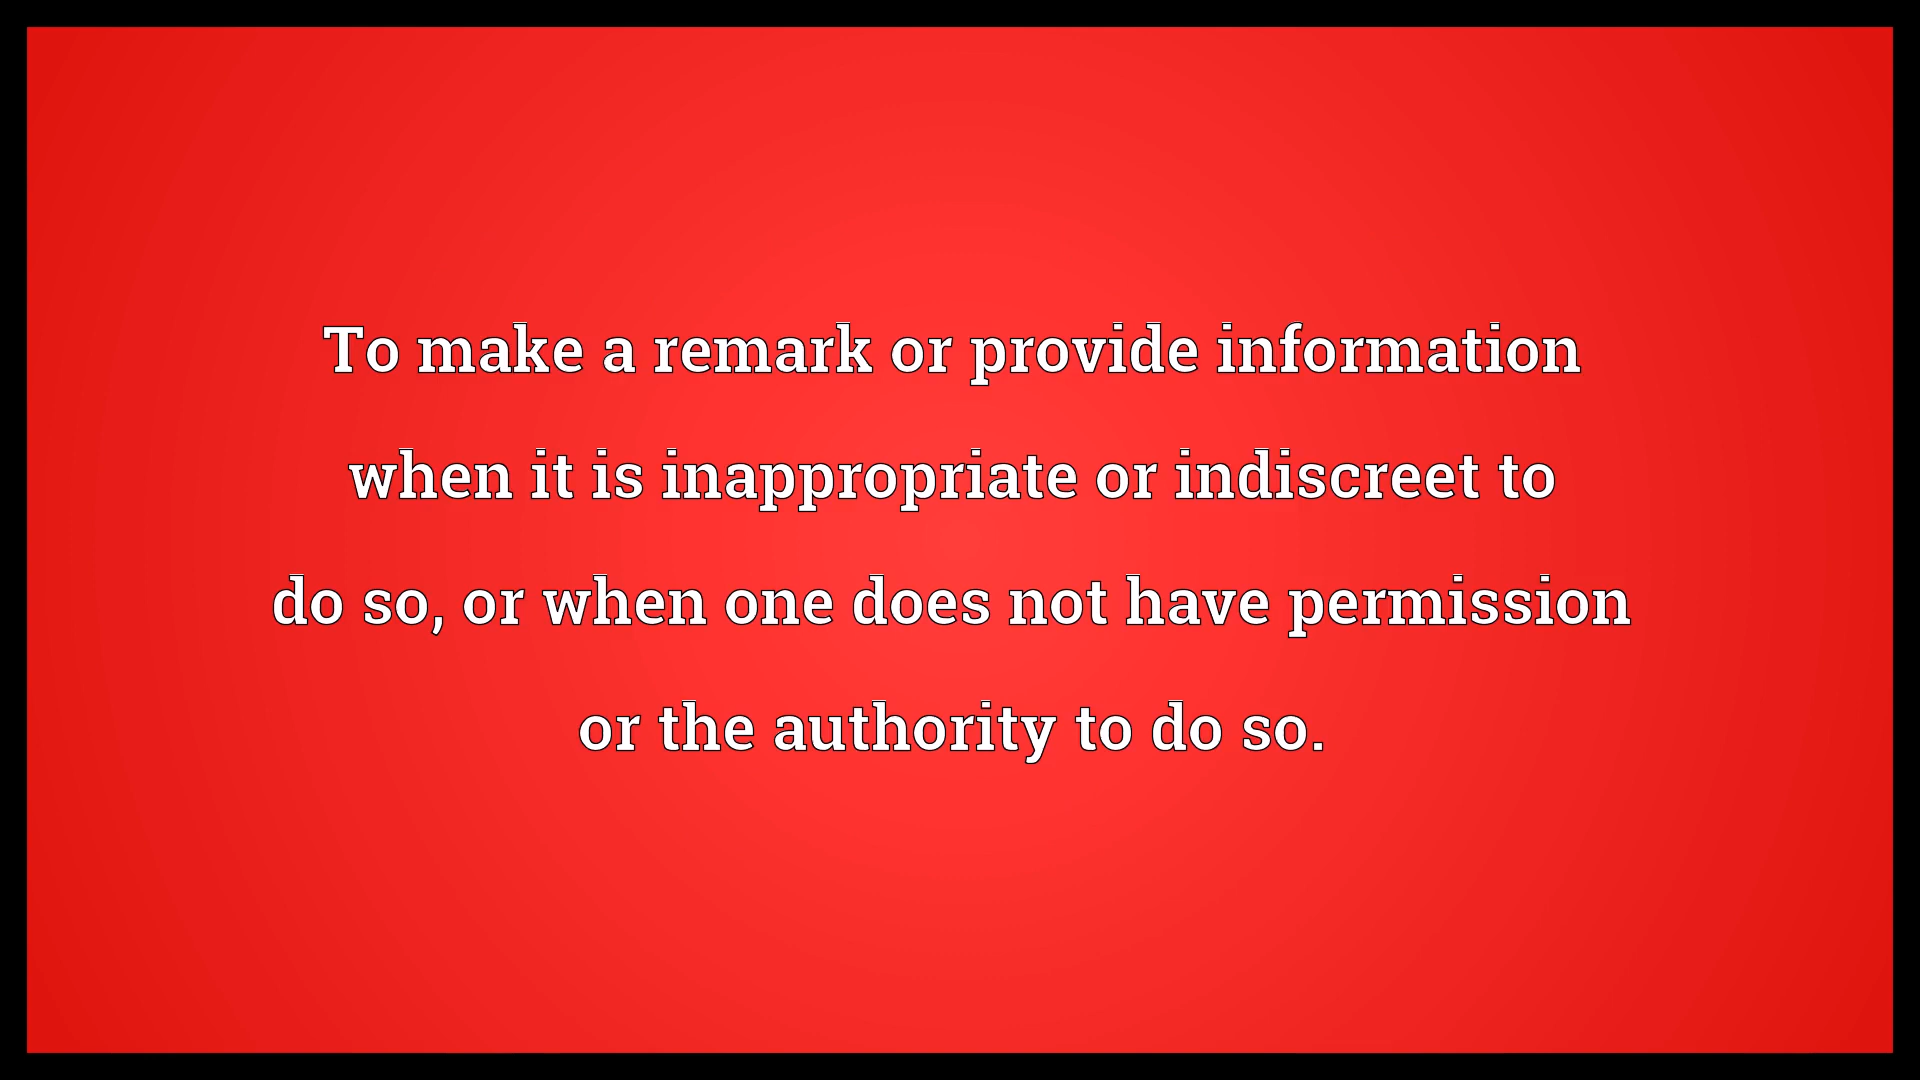 To make a remark or provide information
when it is inappropriate or indiscreet to
do so, or when one does not have permission
or the authority to do so.